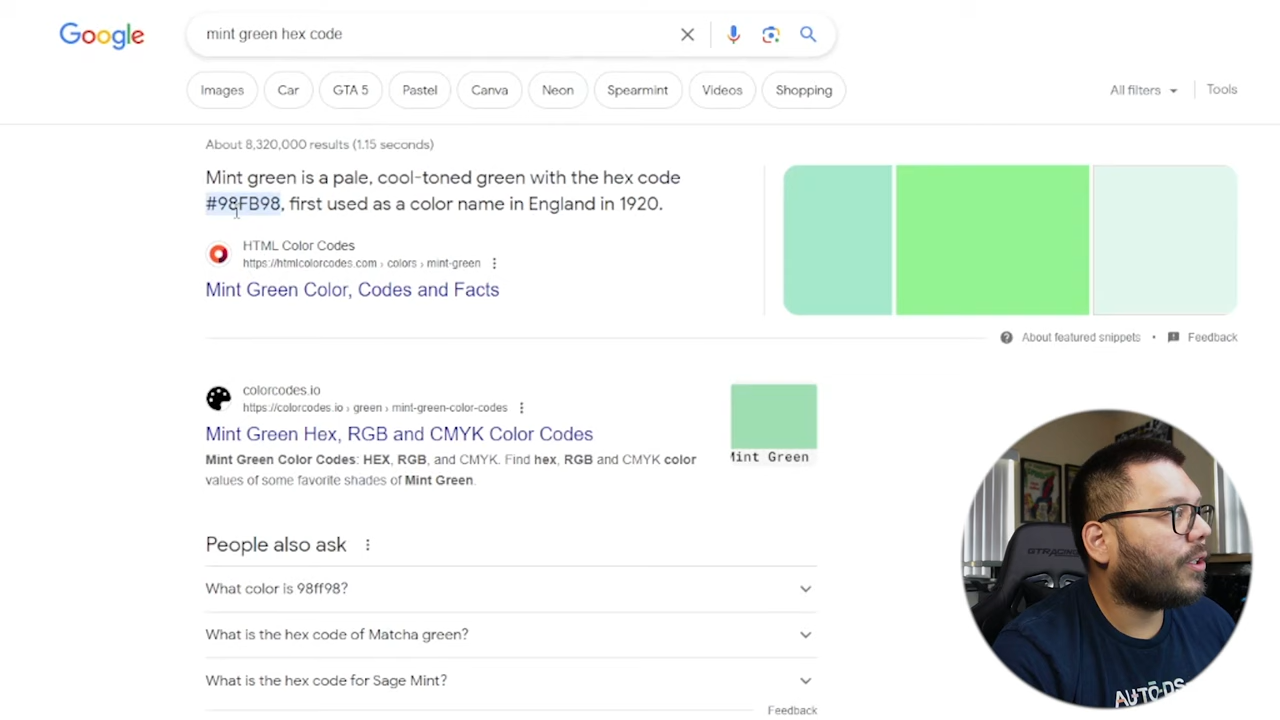 Google
mint green hex code
Images
Car
GTA 5
Pastel
Canva
Neon
Spearmint
Videos
Shopping
All filters
Tools
About 8,320,000 results (1.15 seconds)
Mint green is a pale, cool-toned green with the hex code
#98FB98, first used as a color name in England in 1920.
HTML Color Codes
https://htmlcolorcodes.com › colors › mint-green
Mint Green Color, Codes and Facts
About featured snippets • Feedback
colorcodes.io
https://colorcodes.io › green › mint-green-color-codes
Mint Green Hex, RGB and CMYK Color Codes
Mint Green Color Codes: HEX, RGB, and CMYK. Find hex, RGB and CMYK color
values of some favorite shades of Mint Green.
Mint Green
People also ask
What color is 98ff98?
What is the hex code of Matcha green?
What is the hex code for Sage Mint?
Feedback
GTRACING
AUTODS